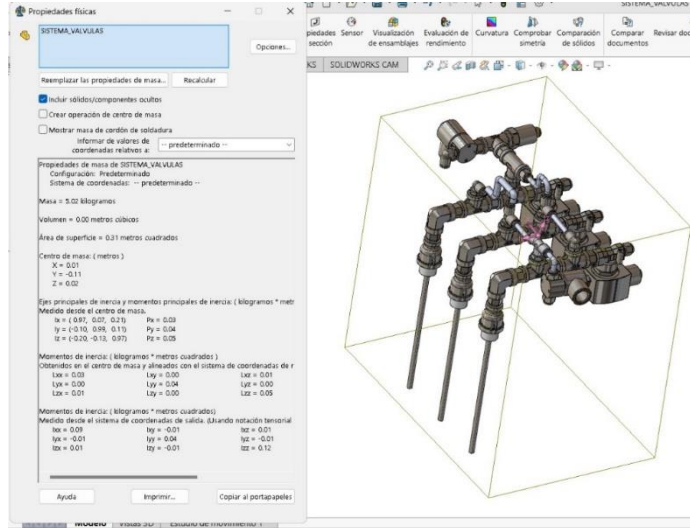 Propiedades físicas
SISTEMA_VALVULAS
Opciones...
Reemplazar las propiedades de masa...
Recalcular
Incluir sólidos/componentes ocultos
Crear operación de centro de masa
Mostrar masa de cordón de soldadura
Informar de valores de
coordenadas relativos a:
-- predeterminado --
Propiedades de masa de SISTEMA_VALVULAS
Configuración: Predeterminado
Sistema de coordenadas: -- predeterminado --
Masa = 5.02 kilogramos
Volumen = 0.00 metros cúbicos
Área de superficie = 0.31 metros cuadrados
Centro de masa: ( metros )
X = 0.01
Y = -0.11
Z = 0.02
Ejes principales de inercia y momentos principales de inercia: ( kilogramos * metr
Medido desde el centro de masa.
Ix = ( 0.97, 0.07, 0.21) Px = 0.03
Iy = (-0.10, 0.99, 0.11) Py = 0.04
Iz = (-0.20, -0.13, 0.97) Pz = 0.05
Momentos de inercia: ( kilogramos * metros cuadrados )
Obtenidos en el centro de masa y alineados con el sistema de coordenadas de r
Lxx = 0.03 Lxy = 0.00 Lxz = 0.01
Lyx = 0.00 Lyy = 0.04 Lyz = 0.00
Lzx = 0.01 Lzy = 0.00 Lzz = 0.05
Momentos de inercia: ( kilogramos * metros cuadrados)
Medido desde el sistema de coordenadas de salida. (Usando notación tensorial
Ixx = 0.09 Ixy = -0.01 Ixz = 0.01
Iyx = -0.01 Iyy = 0.04 Iyz = -0.01
Izx = 0.01 Izy = -0.01 Izz = 0.12
Ayuda
Imprimir...
Copiar al portapapeles
piedades Sensor Visualización Evaluación de Curvatura Comprobar Comparación Comparar Revisar doc
sección de ensamblajes rendimiento simetría de sólidos documentos
KS SOLIDWORKS CAM
Modelo Vistas 3D Estudio de movimiento 1